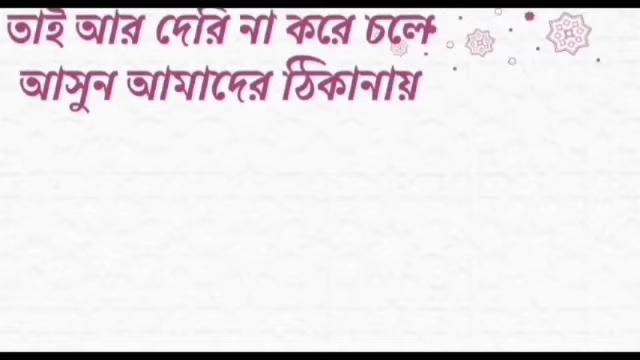 তাই আর দেরি না করে চলে
আসুন আমাদের ঠিকানায়